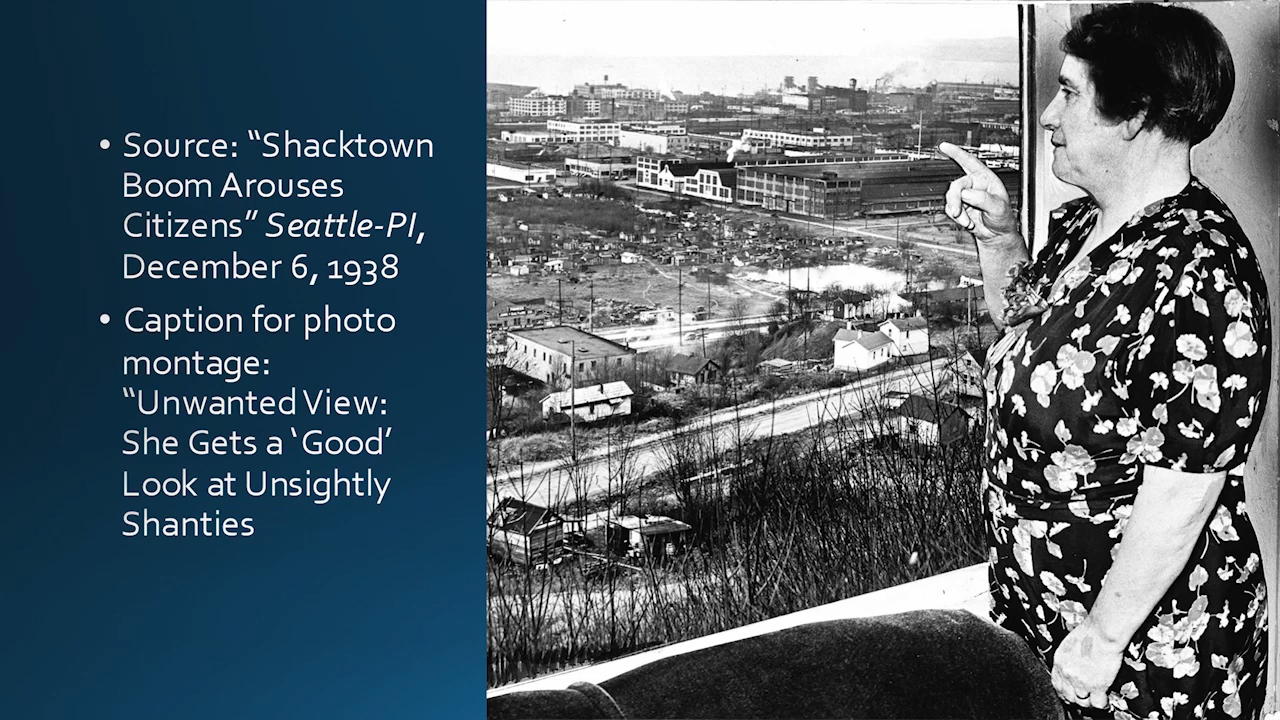 • Source: “Shacktown
Boom Arouses
Citizens” Seattle-PI,
December 6, 1938
• Caption for photo
montage:
“Unwanted View:
She Gets a ‘Good’
Look at Unsightly
Shanties